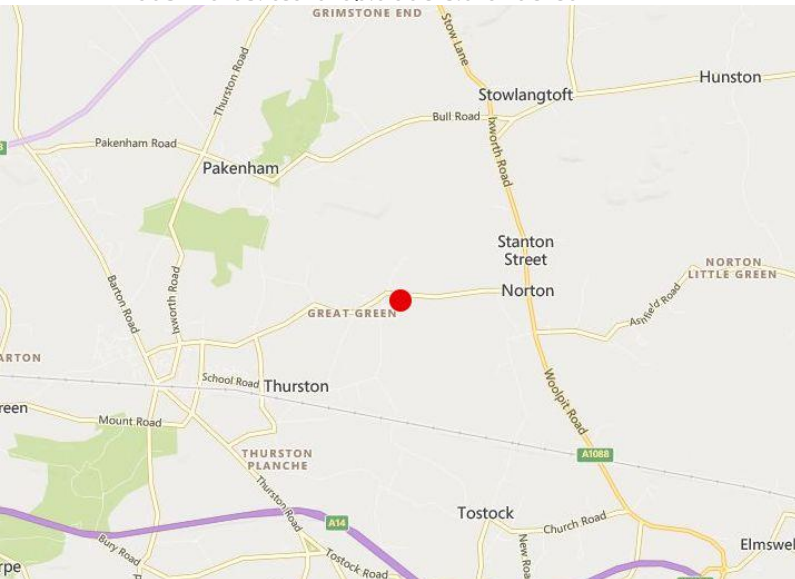 GRIMSTONE END
Stow Lane
Thurston Road
Hunston
Stowlangtoft
Bull Road
Ixworth Road
Pakenham Road
Pakenham
Stanton
Street
NORTON
LITTLE GREEN
Norton
Barton Road
Ixworth Road
GREAT GREEN
Ashfield Road
ARTON
School Road
Thurston
Woolpit Road
reen
Mount Road
THURSTON
PLANCHE
A1088
Thurston Road
A14
Tostock
Church Road
New Roa
Elmswel
Bury Road
Tostock Road
rpe